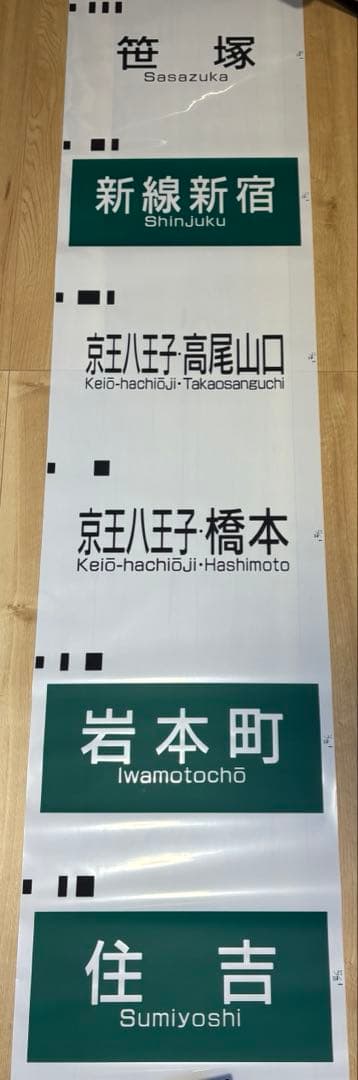 笹塚
Sasazuka
新線新宿
Shinjuku
京王八王子・高尾山口
Keiō-hachiōji・Takaosanguchi
京王八王子・橋本
Keiō-hachiōji・Hashimoto
岩本町
Iwamotochō
住吉
Sumiyoshi